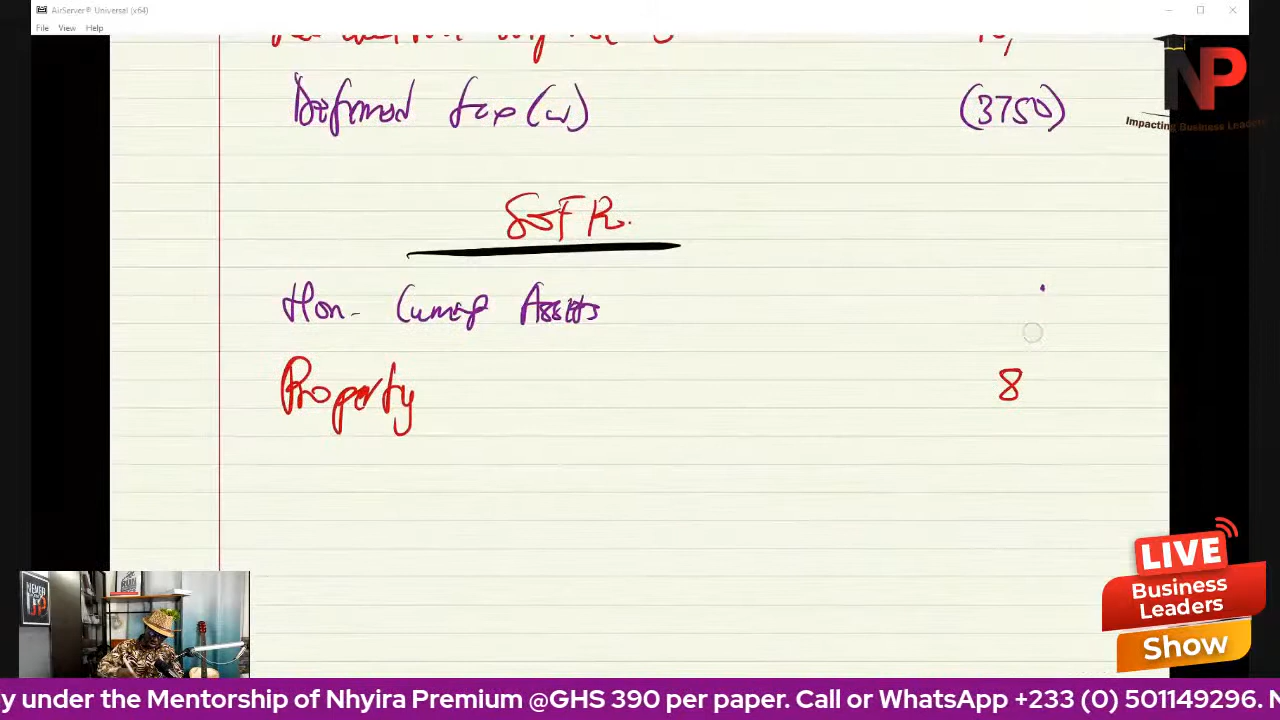 AirServer® Universal (x64)
File View Help
NP
Impacting Business Leaders
Deferred tax (w) (3750)
SOFP.
Non-Current Assets
Property 8
LIVE
Business
Leaders
Show
y under the Mentorship of Nhyira Premium @GHS 390 per paper. Call or WhatsApp +233 (0) 501149296. N